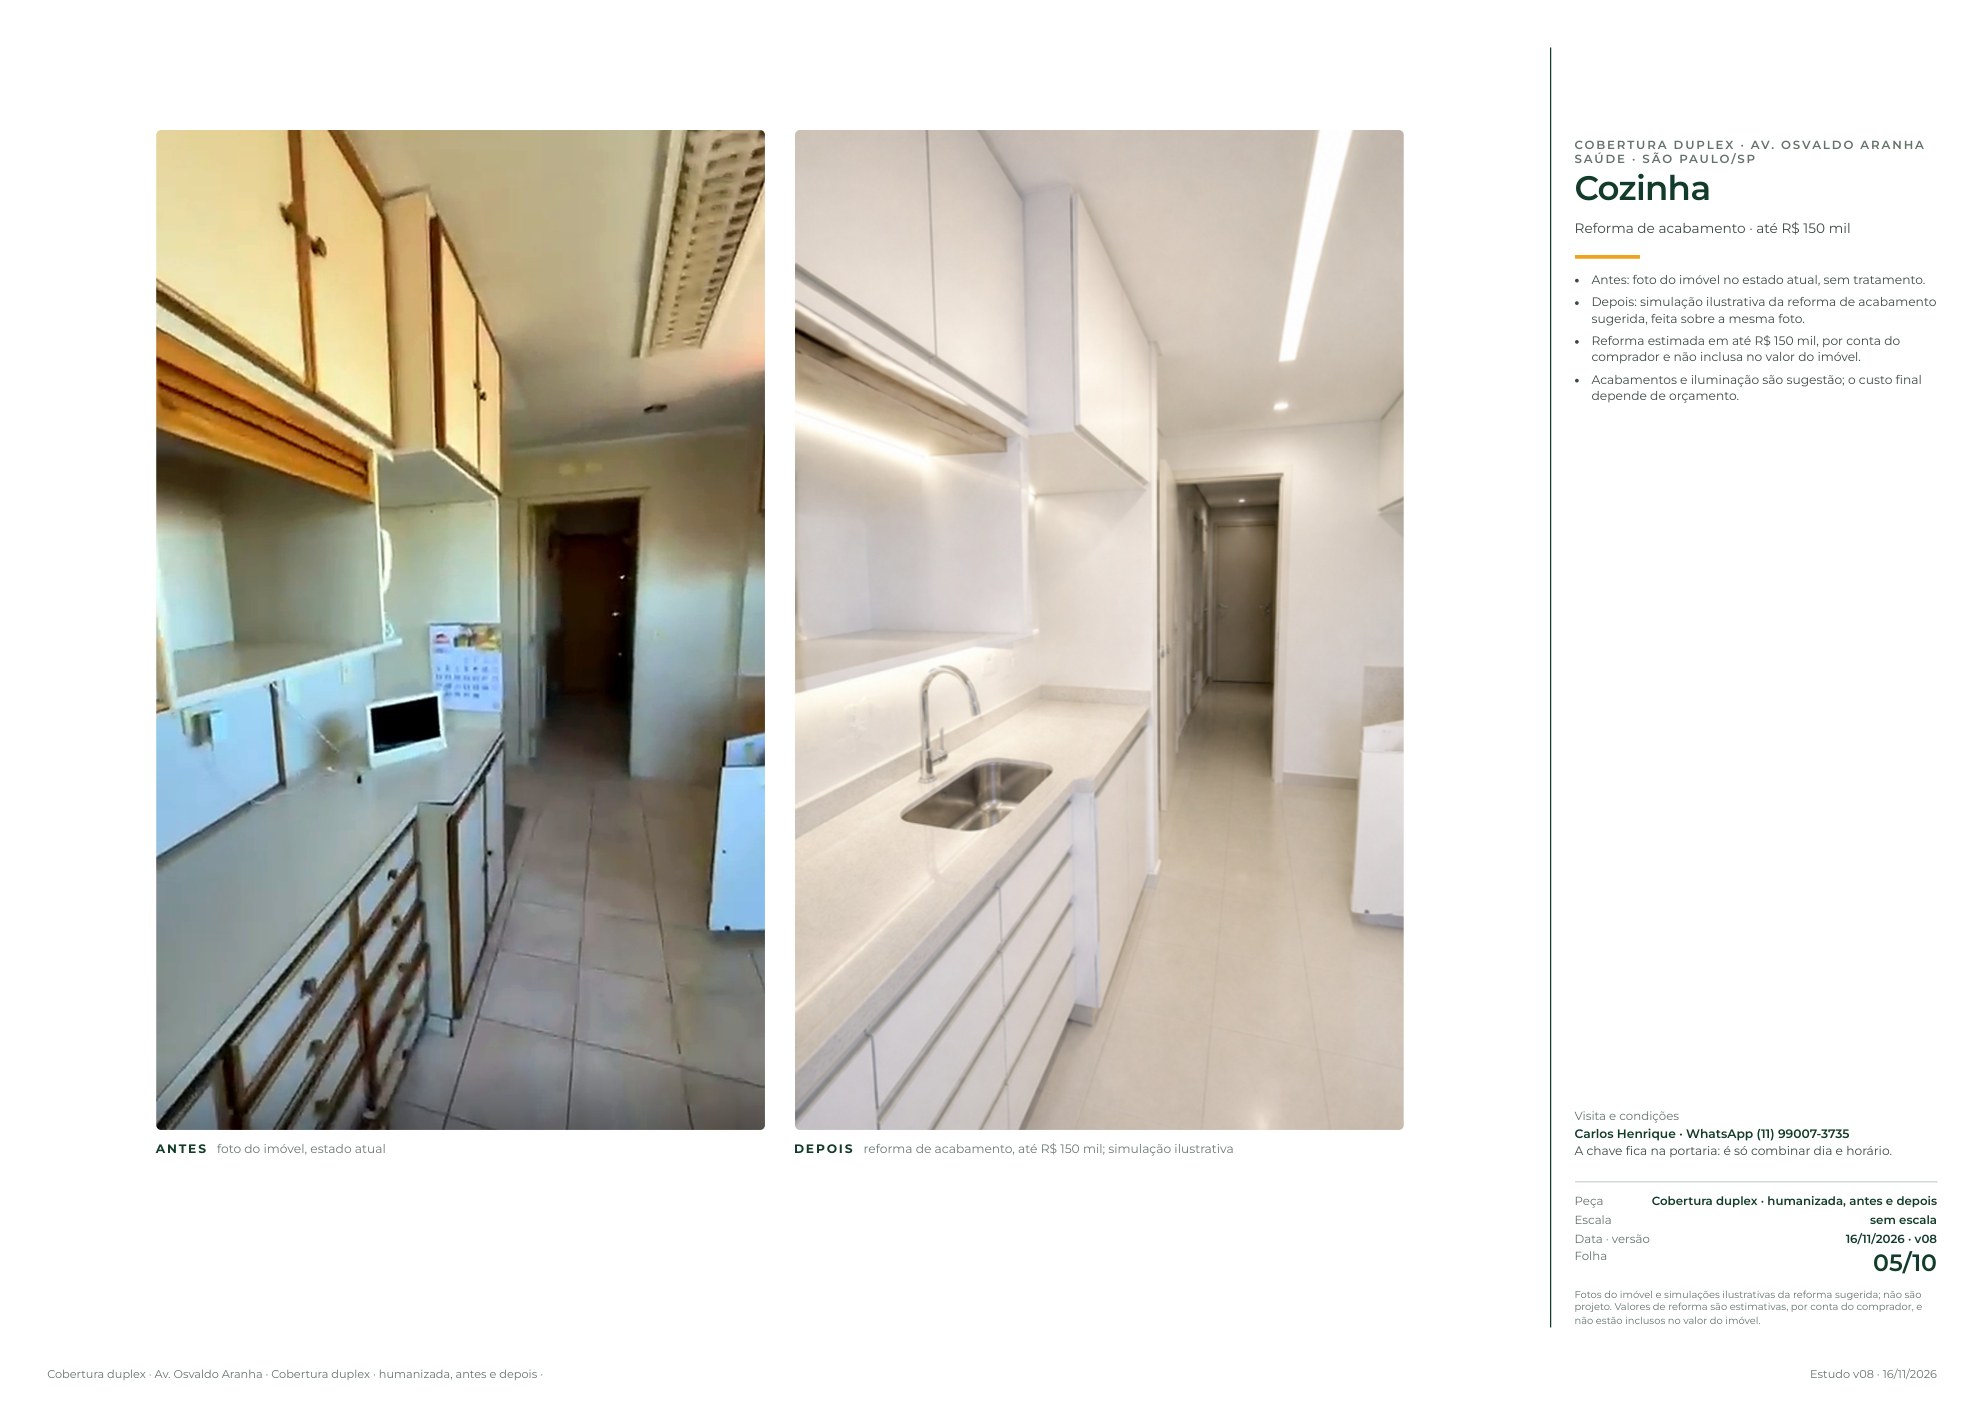 COBERTURA DUPLEX · AV. OSVALDO ARANHA
SAÚDE · SÃO PAULO/SP
Cozinha
Reforma de acabamento · até R$ 150 mil
• Antes: foto do imóvel no estado atual, sem tratamento.
• Depois: simulação ilustrativa da reforma de acabamento
sugerida, feita sobre a mesma foto.
• Reforma estimada em até R$ 150 mil, por conta do
comprador e não inclusa no valor do imóvel.
• Acabamentos e iluminação são sugestão; o custo final
depende de orçamento.
ANTES foto do imóvel, estado atual
DEPOIS reforma de acabamento, até R$ 150 mil; simulação ilustrativa
Visita e condições
Carlos Henrique · WhatsApp (11) 99007-3735
A chave fica na portaria: é só combinar dia e horário.
Peça Cobertura duplex · humanizada, antes e depois
Escala sem escala
Data · versão 16/11/2026 · v08
Folha 05/10
Fotos do imóvel e simulações ilustrativas da reforma sugerida; não são
projeto. Valores de reforma são estimativas, por conta do comprador, e
não estão inclusos no valor do imóvel.
Cobertura duplex · Av. Osvaldo Aranha · Cobertura duplex · humanizada, antes e depois ·
Estudo v08 · 16/11/2026